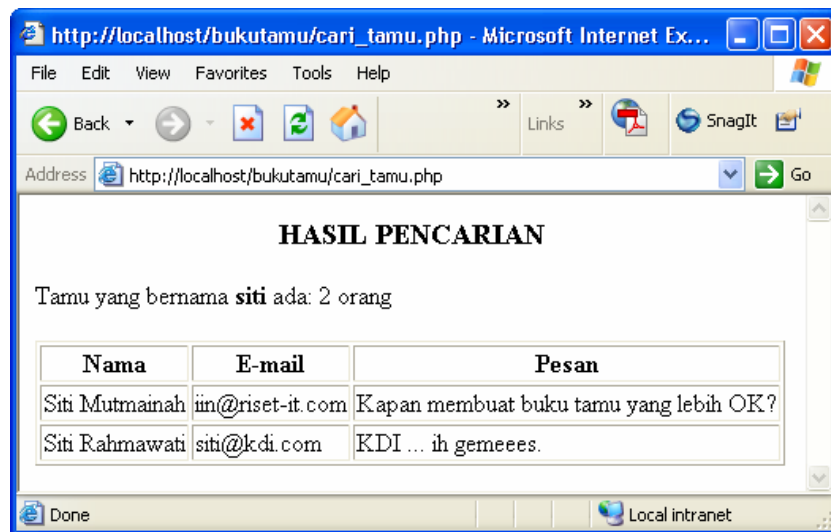 http://localhost/bukutamu/cari_tamu.php - Microsoft Internet Ex...
File Edit View Favorites Tools Help
Back » Links » SnagIt
Address http://localhost/bukutamu/cari_tamu.php Go
HASIL PENCARIAN
Tamu yang bernama siti ada: 2 orang
Nama E-mail Pesan
Siti Mutmainah iin@riset-it.com Kapan membuat buku tamu yang lebih OK?
Siti Rahmawati siti@kdi.com KDI ... ih gemeees.
Done Local intranet